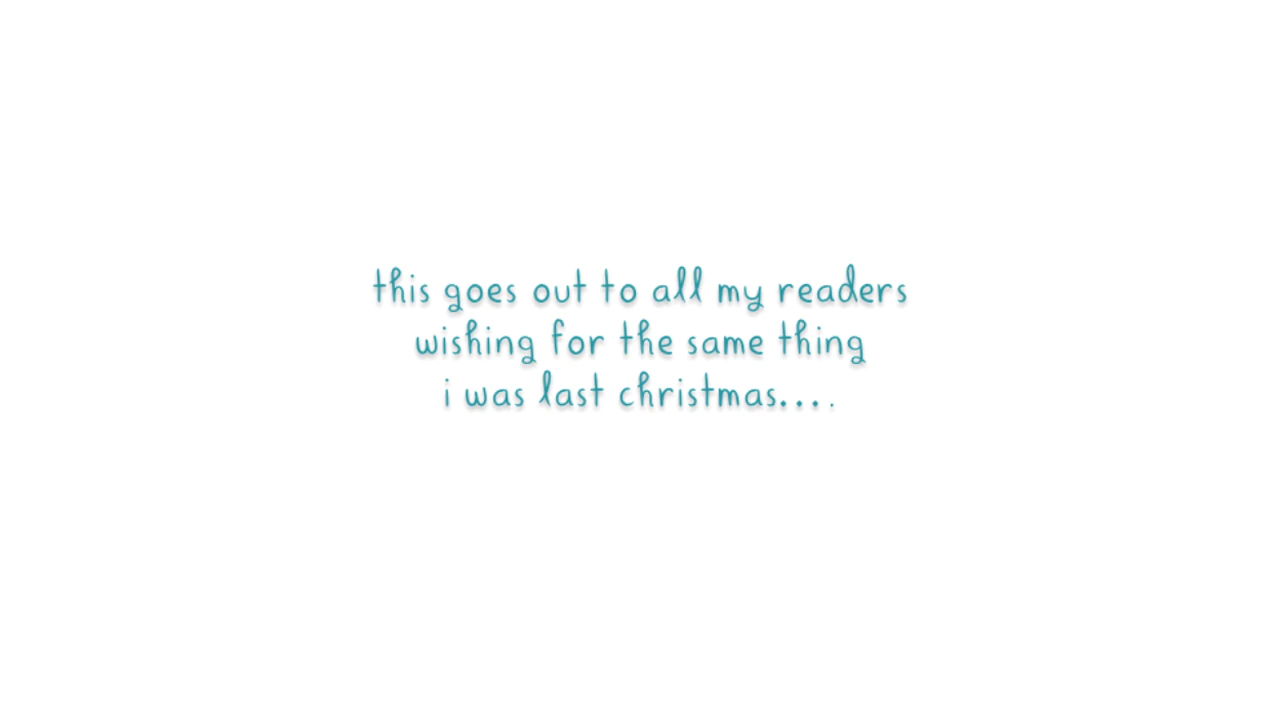 this goes out to all my readers
wishing for the same thing
i was last christmas....